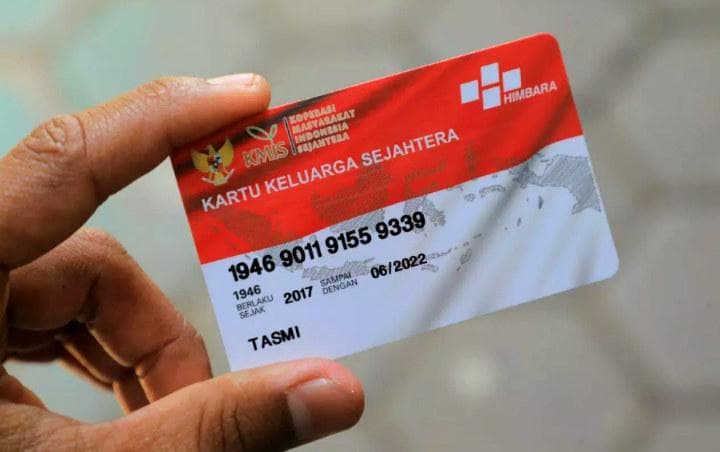 KMIS
KOPERASI
MASYARAKAT
INDONESIA
SEJAHTERA
HIMBARA
KARTU KELUARGA SEJAHTERA
1946 9011 9155 9339
1946
BERLAKU SEJAK 2017 SAMPAI DENGAN 06/2022
TASMI